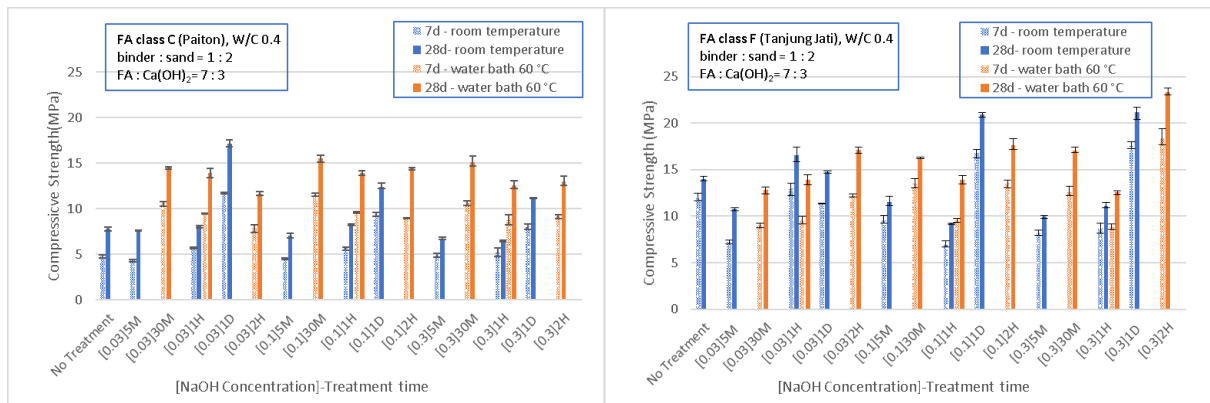 FA class C (Paiton), W/C 0.4
binder : sand = 1 : 2
FA : Ca(OH)2= 7 : 3
7d - room temperature
28d- room temperature
7d - water bath 60 °C
28d - water bath 60 °C
Compressicve Strength(MPa)
25
20
15
10
5
0
No Treatment
[0.03]5M
[0.03]30M
[0.03]1H
[0.03]1D
[0.03]2H
[0.1]5M
[0.1]30M
[0.1]1H
[0.1]1D
[0.1]2H
[0.3]5M
[0.3]30M
[0.3]1H
[0.3]1D
[0.3]2H
[NaOH Concentration]-Treatment time
FA class F (Tanjung Jati), W/C 0.4
binder : sand = 1 : 2
FA : Ca(OH)2= 7 : 3
7d - room temperature
28d - room temperature
7d - water bath 60 °C
28d - water bath 60 °C
Compressive Strength (MPa)
25
20
15
10
5
0
No Treatment
[0.03]5M
[0.03]30M
[0.03]1H
[0.03]1D
[0.03]2H
[0.1]5M
[0.1]30M
[0.1]1H
[0.1]1D
[0.1]2H
[0.3]5M
[0.3]30M
[0.3]1H
[0.3]1D
[0.3]2H
[NaOH Concentration]-Treatment time